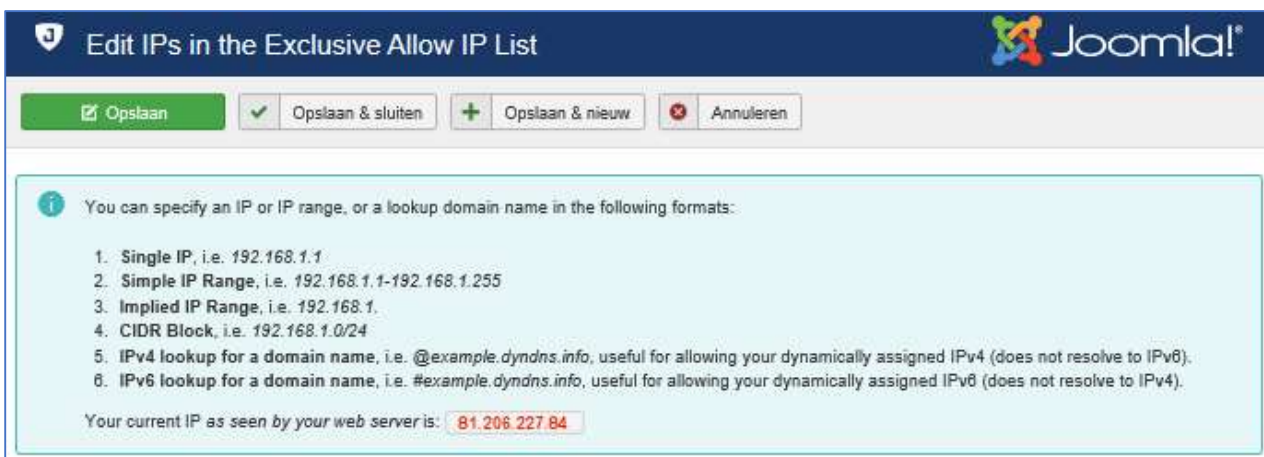 Edit IPs in the Exclusive Allow IP List
Joomla!®
Opslaan
Opslaan & sluiten
Opslaan & nieuw
Annuleren
You can specify an IP or IP range, or a lookup domain name in the following formats:
1. Single IP, i.e. 192.168.1.1
2. Simple IP Range, i.e. 192.168.1.1-192.168.1.255
3. Implied IP Range, i.e. 192.168.1.
4. CIDR Block, i.e. 192.168.1.0/24
5. IPv4 lookup for a domain name, i.e. @example.dyndns.info, useful for allowing your dynamically assigned IPv4 (does not resolve to IPv6).
6. IPv6 lookup for a domain name, i.e. #example.dyndns.info, useful for allowing your dynamically assigned IPv6 (does not resolve to IPv4).
Your current IP as seen by your web server is: 81.206.227.84